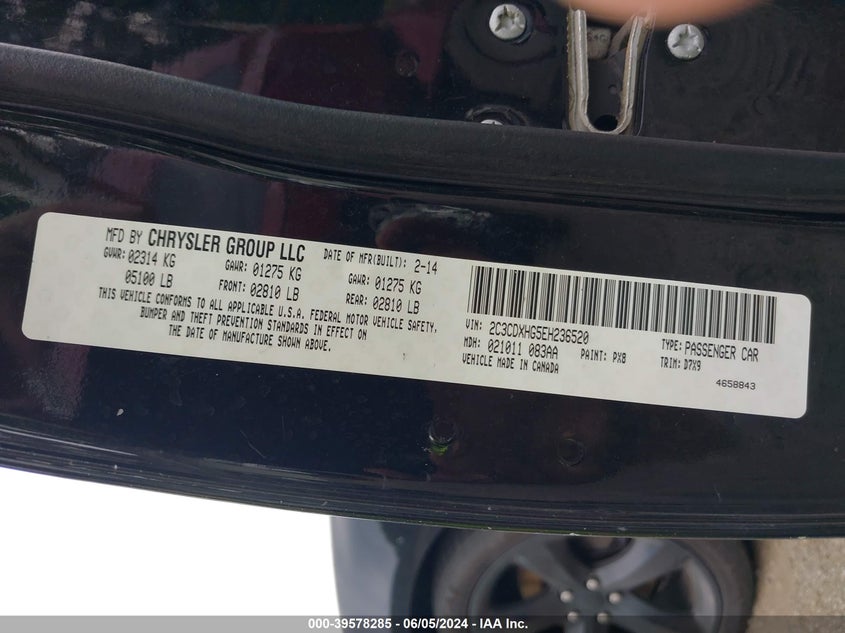 MFD BY CHRYSLER GROUP LLC DATE OF MFR(BUILT): 2-14
GVWR: 02314 KG GAWR: 01275 KG GAWR: 01275 KG
05100 LB FRONT: 02810 LB REAR: 02810 LB
THIS VEHICLE CONFORMS TO ALL APPLICABLE U.S.A. FEDERAL MOTOR VEHICLE SAFETY,
BUMPER AND THEFT PREVENTION STANDARDS IN EFFECT ON
THE DATE OF MANUFACTURE SHOWN ABOVE.
VIN: 2C3CDXHG5EH236520 TYPE: PASSENGER CAR
MDH: 021011 083AA PAINT: PX8 TRIM: D7X9
VEHICLE MADE IN CANADA
4658843
000-39578285 - 06/05/2024 - IAA Inc.